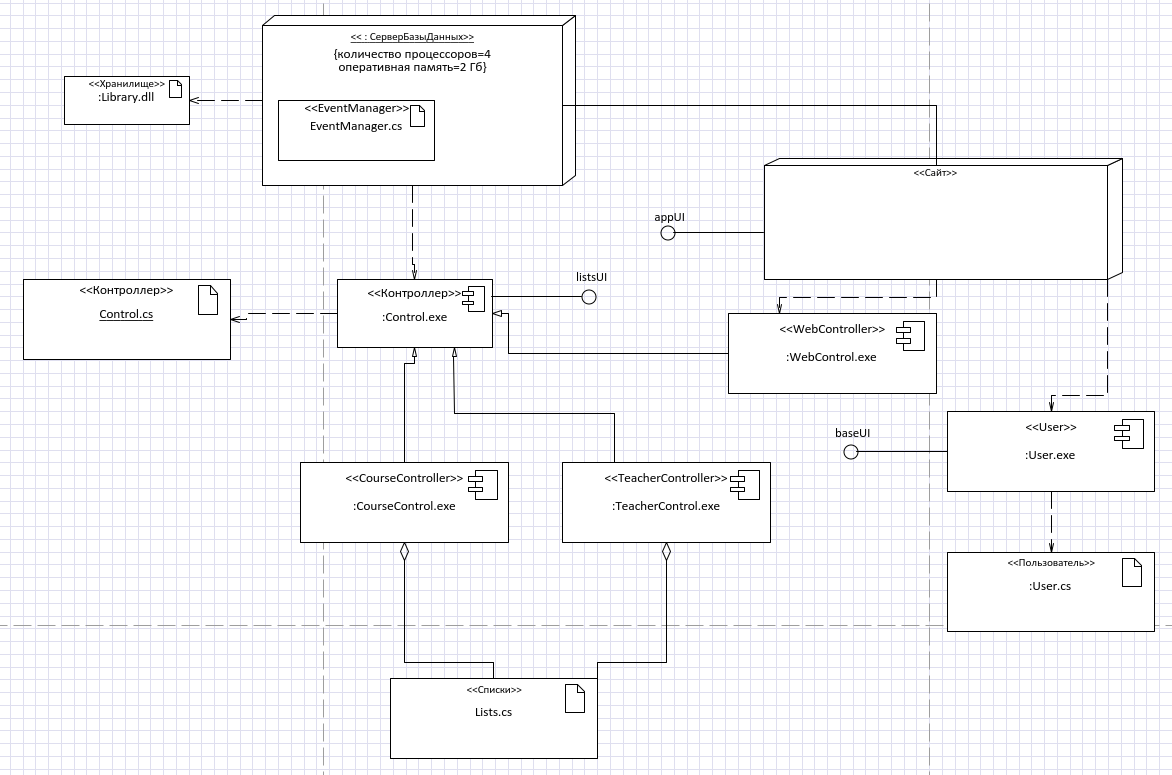 << : СерверБазыДанных>>
{количество процессоров=4
оперативная память=2 Гб}
<<Хранилище>>
:Library.dll
<<EventManager>>
EventManager.cs
<<Сайт>>
appUI
listsUI
<<Контроллер>>
Control.cs
<<Контроллер>>
:Control.exe
<<WebController>>
:WebControl.exe
baseUI
<<User>>
:User.exe
<<CourseController>>
:CourseControl.exe
<<TeacherController>>
:TeacherControl.exe
<<Пользователь>>
:User.cs
<<Списки>>
Lists.cs